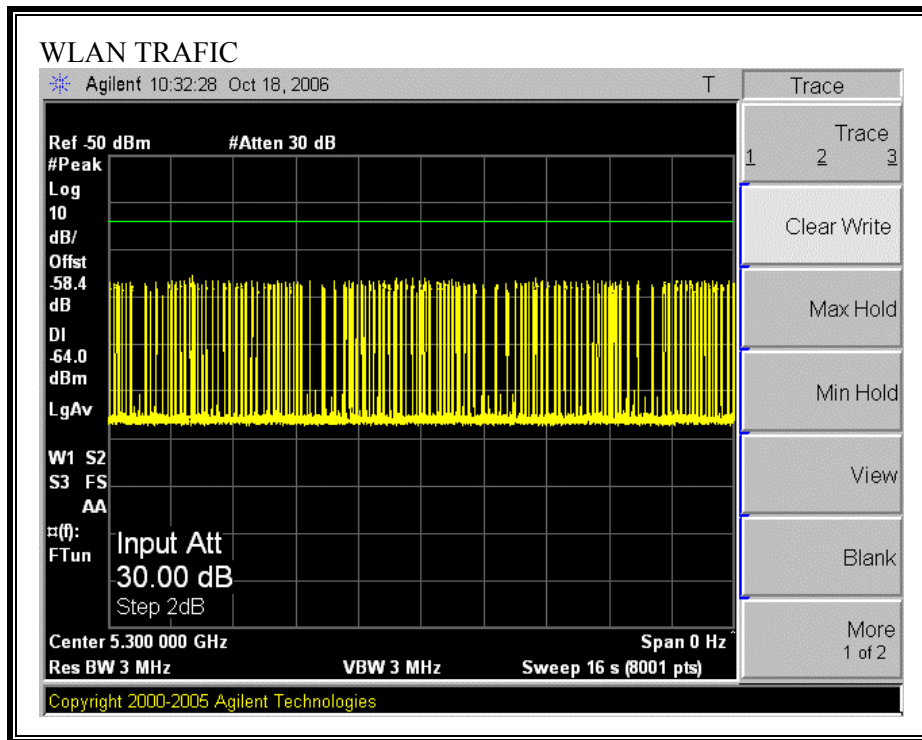 WLAN TRAFIC
Agilent 10:32:28 Oct 18, 2006 T
Trace
Ref -50 dBm #Atten 30 dB
#Peak
Log
10
dB/
Offst
-58.4
dB
DI
-64.0
dBm
LgAv
W1 S2
S3 FS
AA
¤(f):
FTun
Input Att
30.00 dB
Step 2dB
Center 5.300 000 GHz Span 0 Hz^
Res BW 3 MHz VBW 3 MHz Sweep 16 s (8001 pts)
Copyright 2000-2005 Agilent Technologies
Trace
1 2 3
Clear Write
Max Hold
Min Hold
View
Blank
More
1 of 2